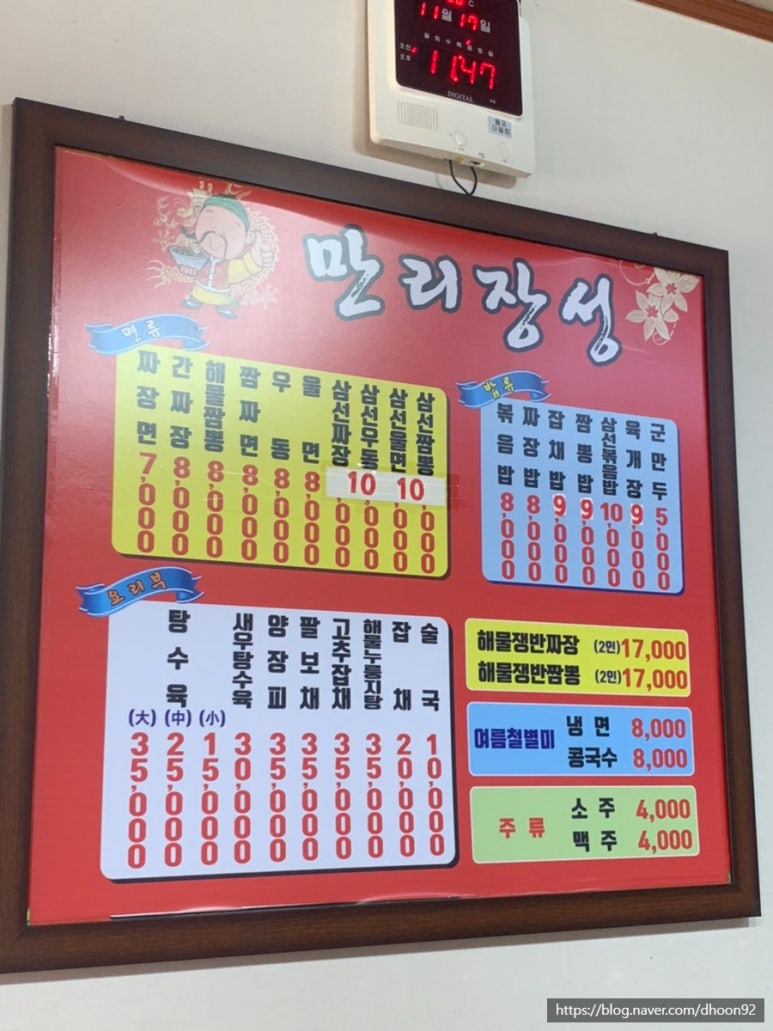 °C
11월 17일
오전
오후
11:47
DIGITAL
만리장성
면류
짜장면 7,000
간짜장 8,000
해물짬뽕 8,000
짬짜면 8,000
우동 8,000
울면 8,000
삼선짜장
삼선우동
삼선울면
삼선짬뽕
10 10
,000
,000
,000
,000
밥류
볶음밥 8,000
짜장밥 8,000
잡채밥 9,000
짬뽕밥 9,000
삼선볶음밥 10,000
육개장 9,000
군만두 5,000
요리부
탕수육
(大) 35,000
(中) 25,000
(小) 15,000
새우탕수육 30,000
양장피 35,000
팔보채 35,000
고추잡채 35,000
해물누룽지탕 35,000
잡채 20,000
술국 10,000
해물쟁반짜장 (2인) 17,000
해물쟁반짬뽕 (2인) 17,000
여름철별미
냉면 8,000
콩국수 8,000
주류
소주 4,000
맥주 4,000
https://blog.naver.com/dhoon92